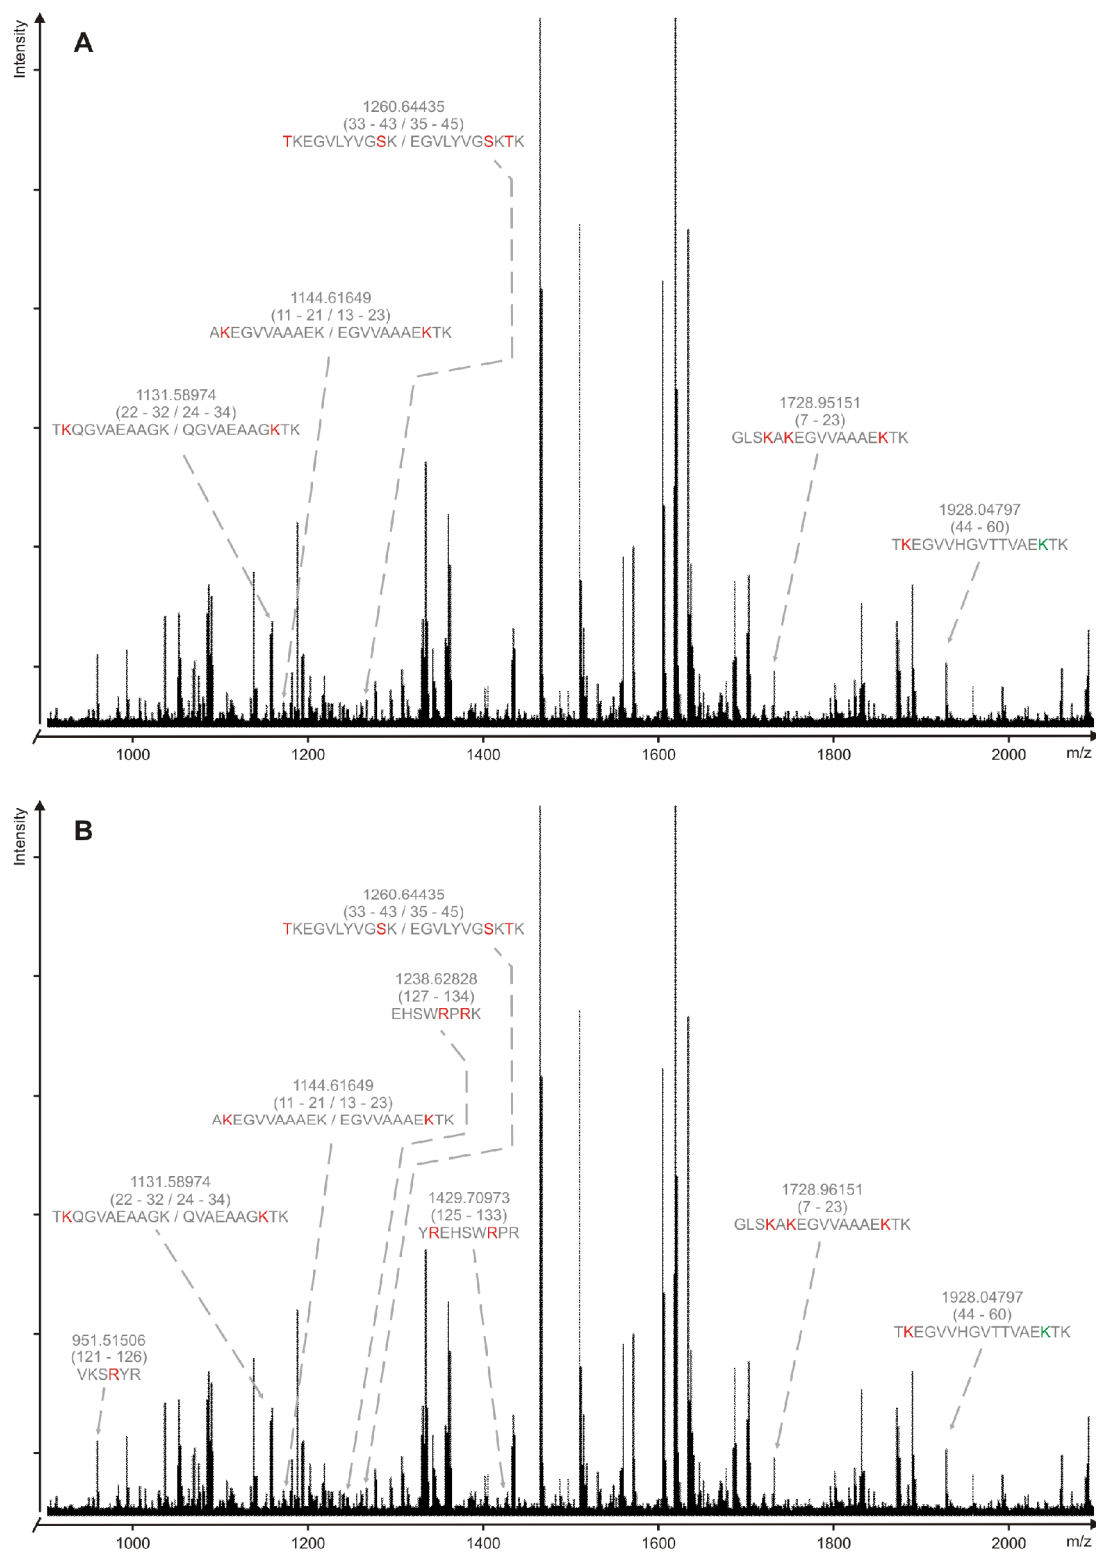 Intensity
A
1260.64435
(33 - 43 / 35 - 45)
TKEGVLYVGSK / EGVLYVGSKTK
1144.61649
(11 - 21 / 13 - 23)
AKEGVVAAAEK / EGVVAAAEKTK
1131.58974
(22 - 32 / 24 - 34)
TKQGVAEAAGK / QGVAEAAGKTK
1728.95151
(7 - 23)
GLSKAKEGVVAAAEKTK
1928.04797
(44 - 60)
TKEGVVHGVTTVAEKTK
1000 1200 1400 1600 1800 2000 m/z
Intensity
B
1260.64435
(33 - 43 / 35 - 45)
TKEGVLYVGSK / EGVLYVGSKTK
1238.62828
(127 - 134)
EHSWRPRK
1144.61649
(11 - 21 / 13 - 23)
AKEGVVAAAEK / EGVVAAAEKTK
1131.58974
(22 - 32 / 24 - 34)
TKQGVAEAAGK / QVAEAAGKTK
1429.70973
(125 - 133)
YREHSWRPR
1728.96151
(7 - 23)
GLSKAKEGVVAAAEKTK
1928.04797
(44 - 60)
TKEGVVHGVTTVAEKTK
951.51506
(121 - 126)
VKSRYR
1000 1200 1400 1600 1800 2000 m/z